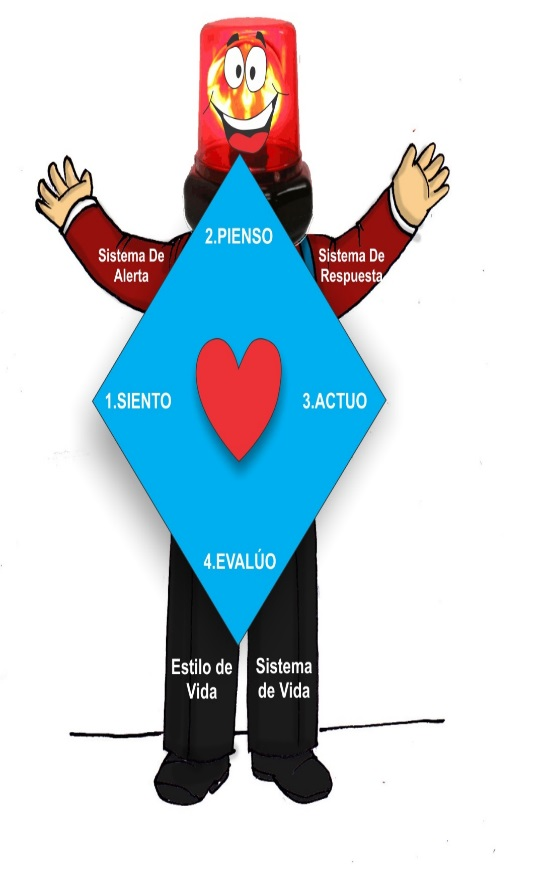 2.PIENSO
Sistema De
Alerta
Sistema De
Respuesta
1.SIENTO
3.ACTUO
4.EVALÚO
Estilo de
Vida
Sistema
de Vida